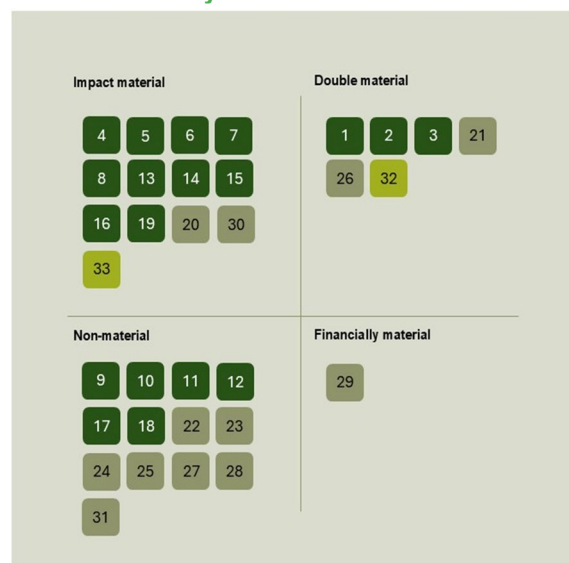 Impact material
4 5 6 7
8 13 14 15
16 19 20 30
33
Double material
1 2 3 21
26 32
Non-material
9 10 11 12
17 18 22 23
24 25 27 28
31
Financially material
29